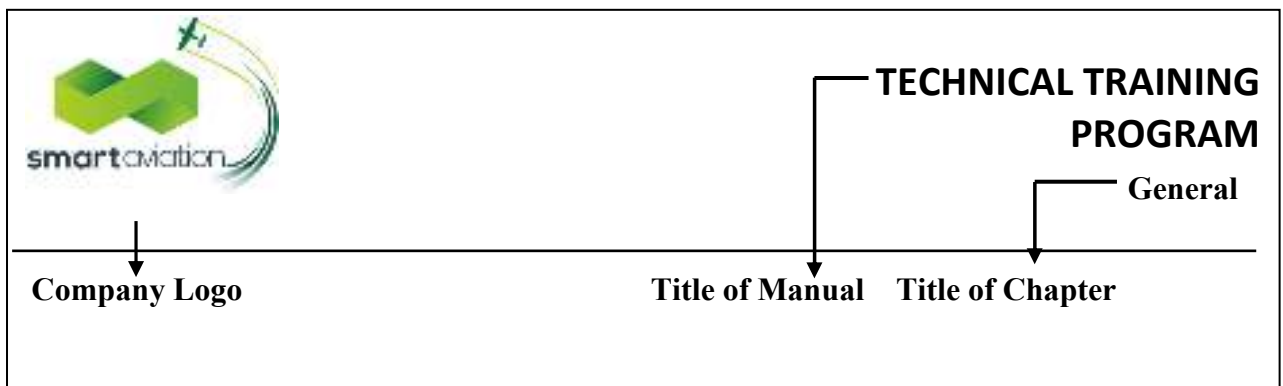 smartaviation
TECHNICAL TRAINING
PROGRAM
General
Company Logo
Title of Manual
Title of Chapter